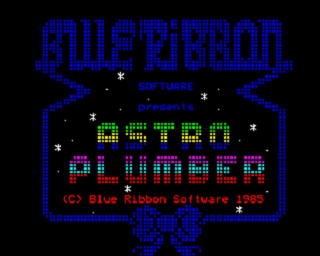 BLUE RIBBON
SOFTWARE
presents
ASTRO
PLUMBER
(C) Blue Ribbon Software 1985